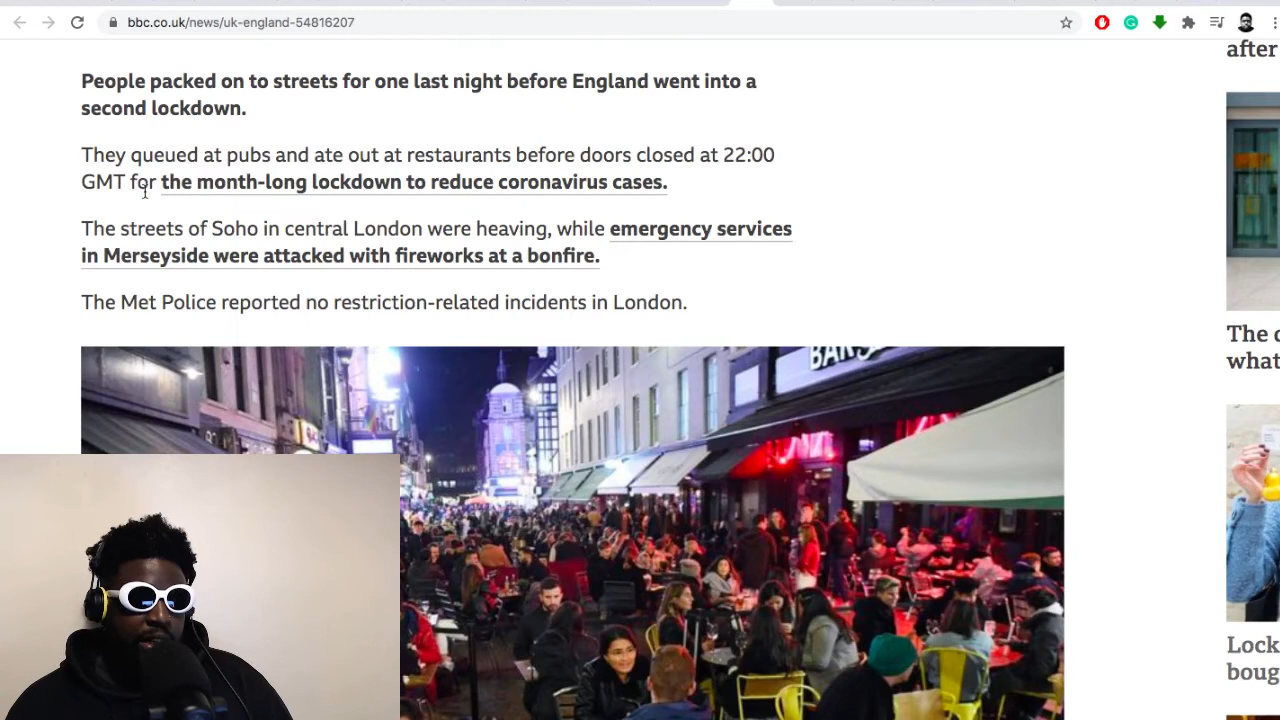 bbc.co.uk/news/uk-england-54816207
after
People packed on to streets for one last night before England went into a
second lockdown.
They queued at pubs and ate out at restaurants before doors closed at 22:00
GMT for the month-long lockdown to reduce coronavirus cases.
The streets of Soho in central London were heaving, while emergency services
in Merseyside were attacked with fireworks at a bonfire.
The Met Police reported no restriction-related incidents in London.
The
what
BAR
Lock
boug